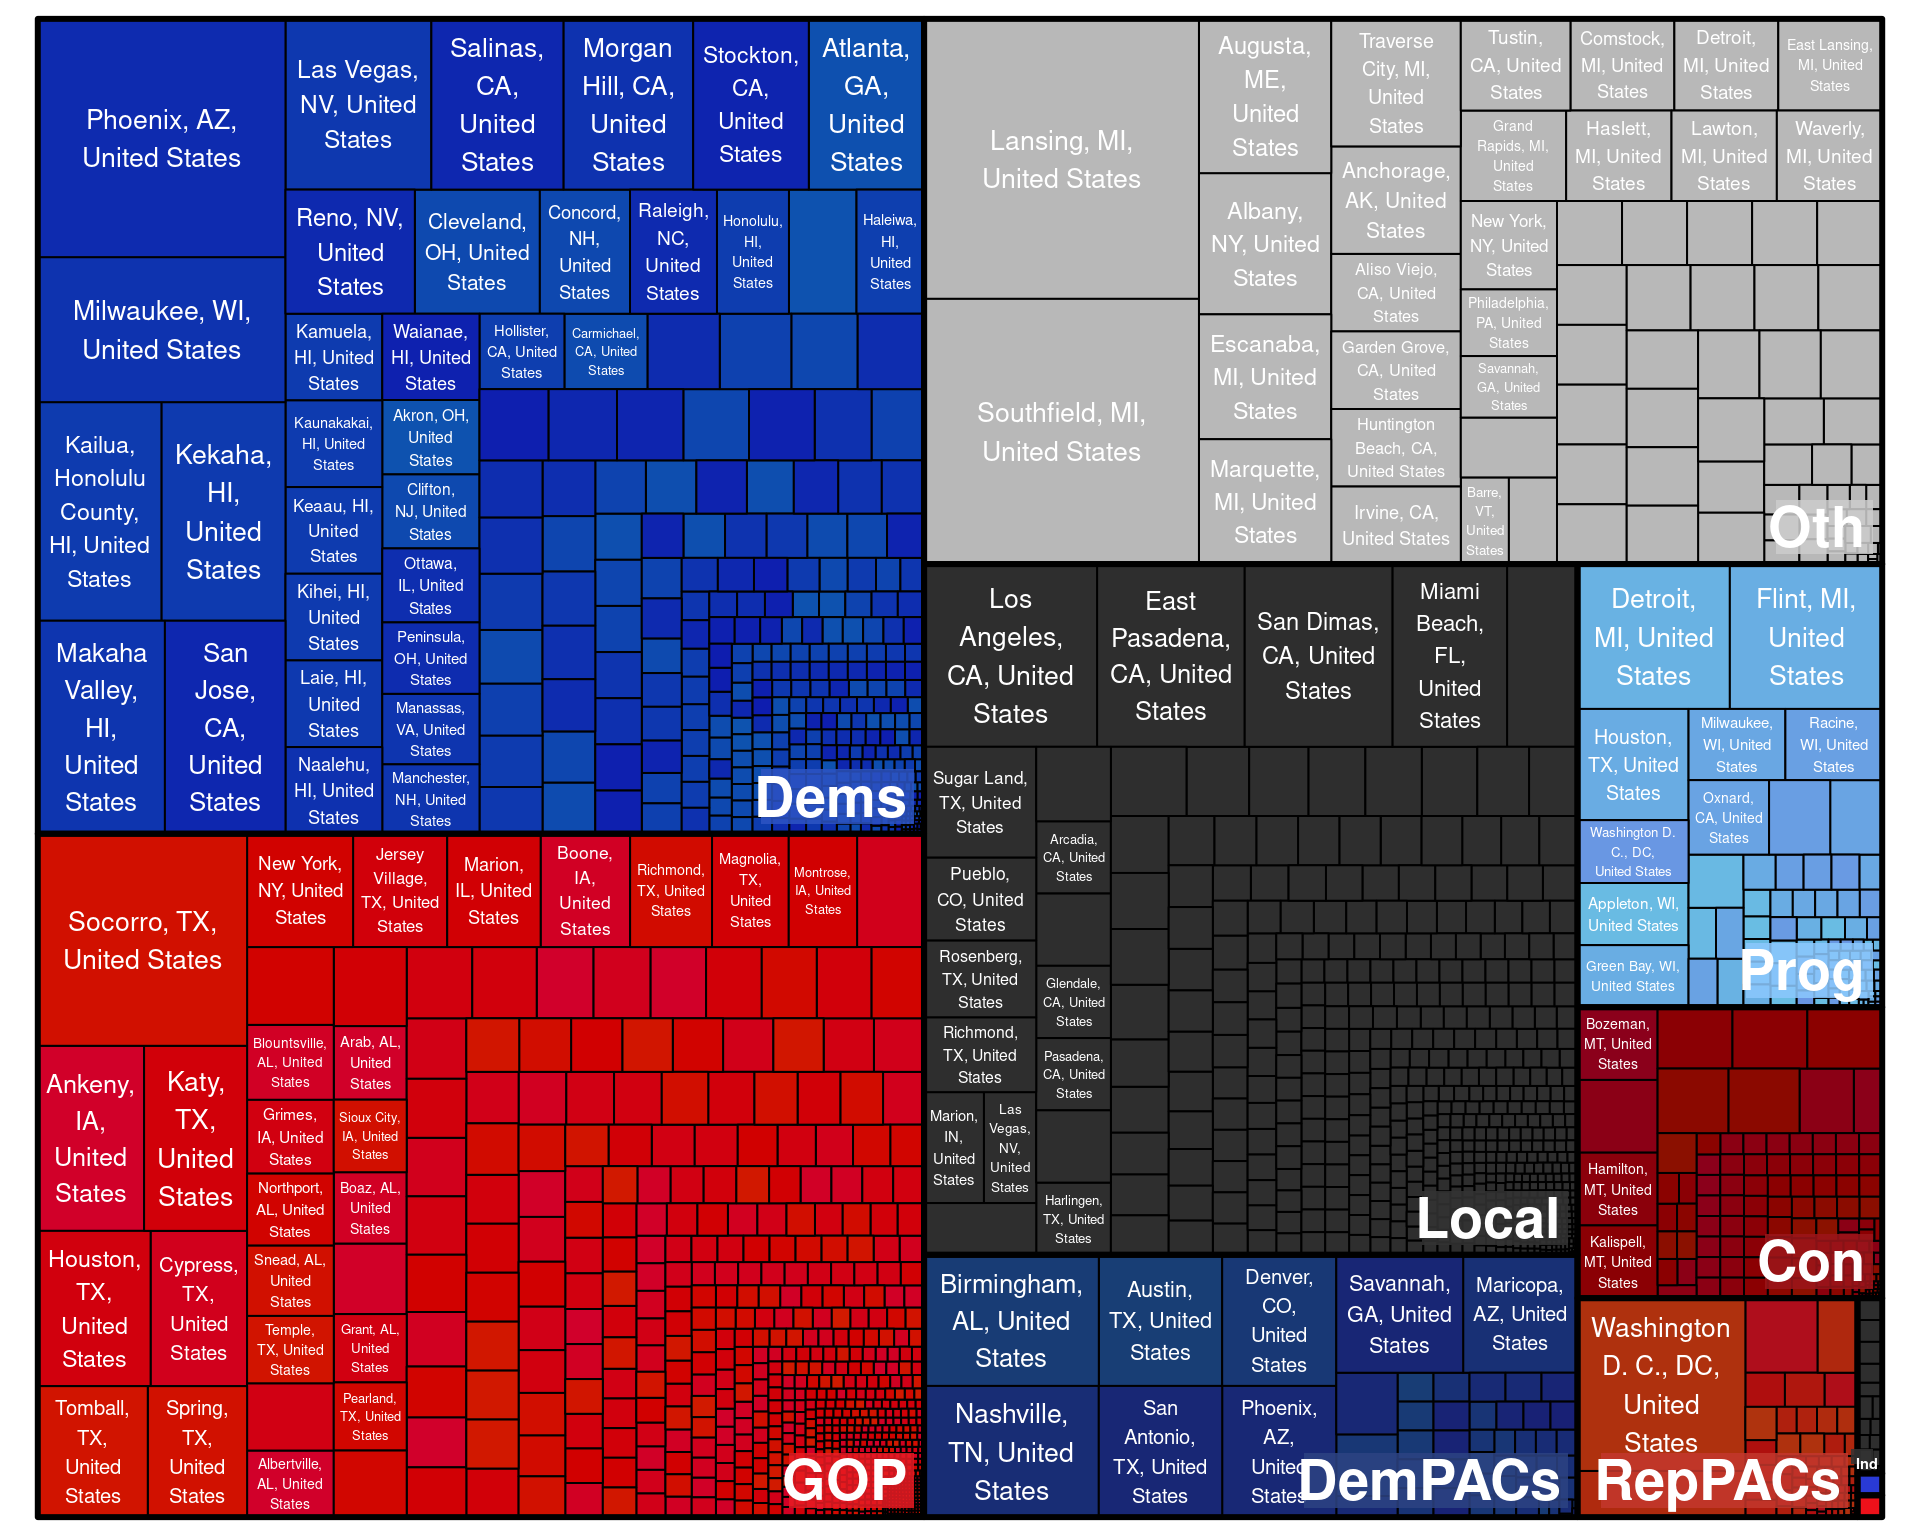 Phoenix, AZ,
United States
Milwaukee, WI,
United States
Kailua,
Honolulu
County,
HI, United
States
Kekaha,
HI,
United
States
Makaha
Valley,
HI,
United
States
San
Jose,
CA,
United
States
Las Vegas,
NV, United
States
Salinas,
CA,
United
States
Morgan
Hill, CA,
United
States
Stockton,
CA,
United
States
Atlanta,
GA,
United
States
Reno, NV,
United
States
Cleveland,
OH, United
States
Concord,
NH,
United
States
Raleigh,
NC,
United
States
Honolulu,
HI,
United
States
Haleiwa,
HI,
United
States
Kamuela,
HI, United
States
Waianae,
HI, United
States
Hollister,
CA, United
States
Carmichael,
CA, United
States
Kaunakakai,
HI, United
States
Akron, OH,
United
States
Keaau, HI,
United
States
Clifton,
NJ, United
States
Kihei, HI,
United
States
Ottawa,
IL, United
States
Laie, HI,
United
States
Peninsula,
OH, United
States
Manassas,
VA, United
States
Naalehu,
HI, United
States
Manchester,
NH, United
States
Dems
Socorro, TX,
United States
Ankeny,
IA,
United
States
Katy,
TX,
United
States
Houston,
TX,
United
States
Cypress,
TX,
United
States
Tomball,
TX,
United
States
Spring,
TX,
United
States
New York,
NY, United
States
Jersey
Village,
TX, United
States
Marion,
IL, United
States
Boone,
IA,
United
States
Richmond,
TX, United
States
Magnolia,
TX,
United
States
Montrose,
IA, United
States
Blountsville,
AL, United
States
Arab, AL,
United
States
Grimes,
IA, United
States
Sioux City,
IA, United
States
Northport,
AL, United
States
Boaz, AL,
United
States
Snead, AL,
United
States
Temple,
TX, United
States
Grant, AL,
United
States
Pearland,
TX, United
States
Albertville,
AL, United
States
GOP
Lansing, MI,
United States
Southfield, MI,
United States
Augusta,
ME,
United
States
Albany,
NY, United
States
Escanaba,
MI, United
States
Marquette,
MI, United
States
Traverse
City, MI,
United
States
Anchorage,
AK, United
States
Aliso Viejo,
CA, United
States
Garden Grove,
CA, United
States
Huntington
Beach, CA,
United States
Irvine, CA,
United States
Tustin,
CA, United
States
Comstock,
MI, United
States
Detroit,
MI, United
States
East Lansing,
MI, United
States
Grand
Rapids, MI,
United
States
Haslett,
MI, United
States
Lawton,
MI, United
States
Waverly,
MI, United
States
New York,
NY, United
States
Philadelphia,
PA, United
States
Savannah,
GA, United
States
Barre,
VT,
United
States
Oth
Los
Angeles,
CA, United
States
East
Pasadena,
CA, United
States
San Dimas,
CA, United
States
Miami
Beach,
FL,
United
States
Sugar Land,
TX, United
States
Arcadia,
CA, United
States
Pueblo,
CO, United
States
Rosenberg,
TX, United
States
Glendale,
CA, United
States
Richmond,
TX, United
States
Pasadena,
CA, United
States
Marion,
IN,
United
States
Las
Vegas,
NV,
United
States
Harlingen,
TX, United
States
Local
Detroit,
MI, United
States
Flint, MI,
United
States
Houston,
TX, United
States
Milwaukee,
WI, United
States
Racine,
WI, United
States
Oxnard,
CA, United
States
Washington D.
C., DC,
United States
Appleton, WI,
United States
Green Bay, WI,
United States
Prog
Bozeman,
MT, United
States
Hamilton,
MT, United
States
Kalispell,
MT, United
States
Con
Birmingham,
AL, United
States
Austin,
TX, United
States
Denver,
CO,
United
States
Savannah,
GA, United
States
Maricopa,
AZ, United
States
Nashville,
TN, United
States
San
Antonio,
TX, United
States
Phoenix,
AZ,
United
States
DemPACs
Washington
D. C., DC,
United
States
RepPACs
Ind